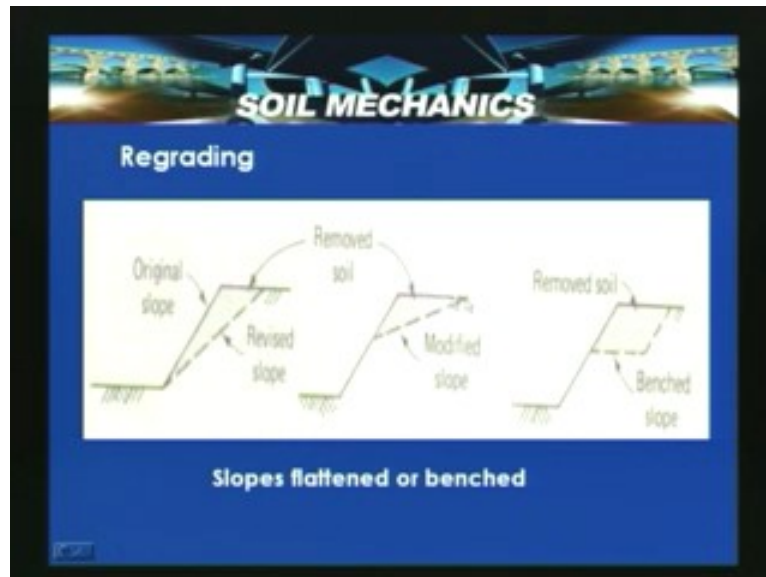 SOIL MECHANICS
Regrading
Original
slope
Removed
soil
Revised
slope
Modified
slope
Removed soil
Benched
slope
Slopes flattened or benched